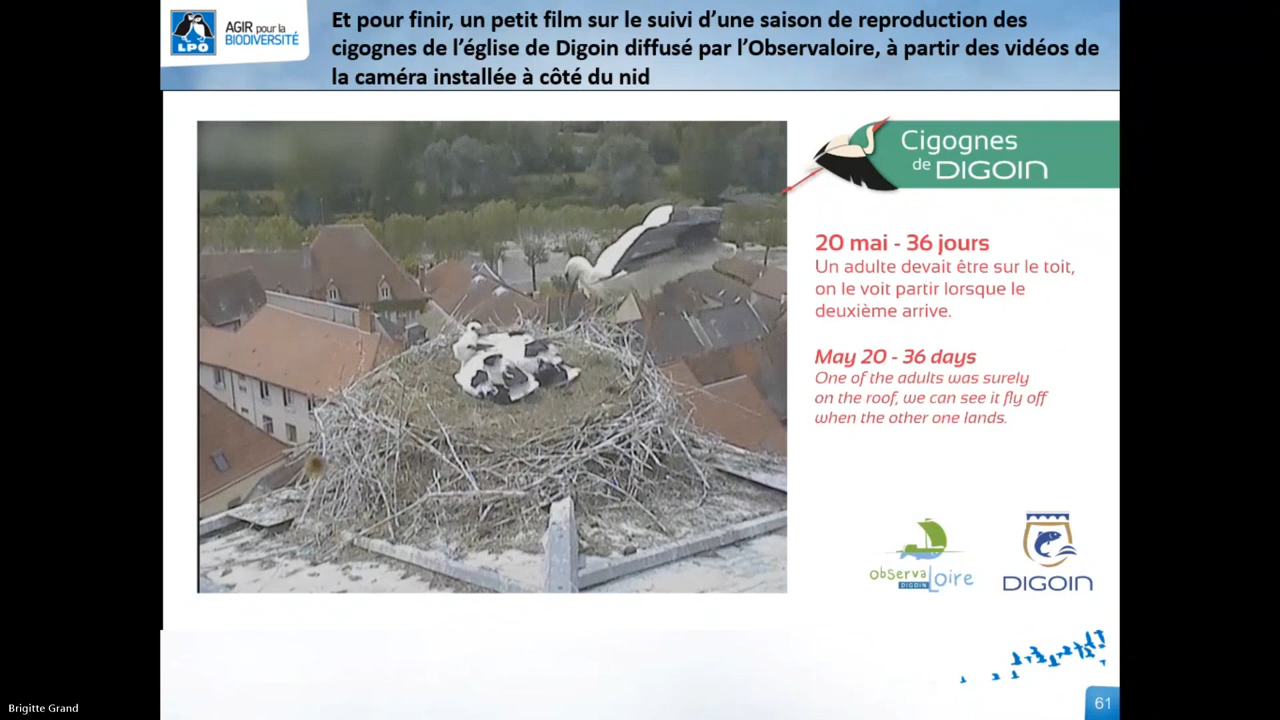 LPO
AGIR pour la
BIODIVERSITÉ
Et pour finir, un petit film sur le suivi d'une saison de reproduction des
cigognes de l'église de Digoin diffusé par l'Observaloire, à partir des vidéos de
la caméra installée à côté du nid
Cigognes
de DIGOIN
20 mai - 36 jours
Un adulte devait être sur le toit,
on le voit partir lorsque le
deuxième arrive.
May 20 - 36 days
One of the adults was surely
on the roof, we can see it fly off
when the other one lands.
observa
DIGOIN
Loire
DIGOIN
61
Brigitte Grand